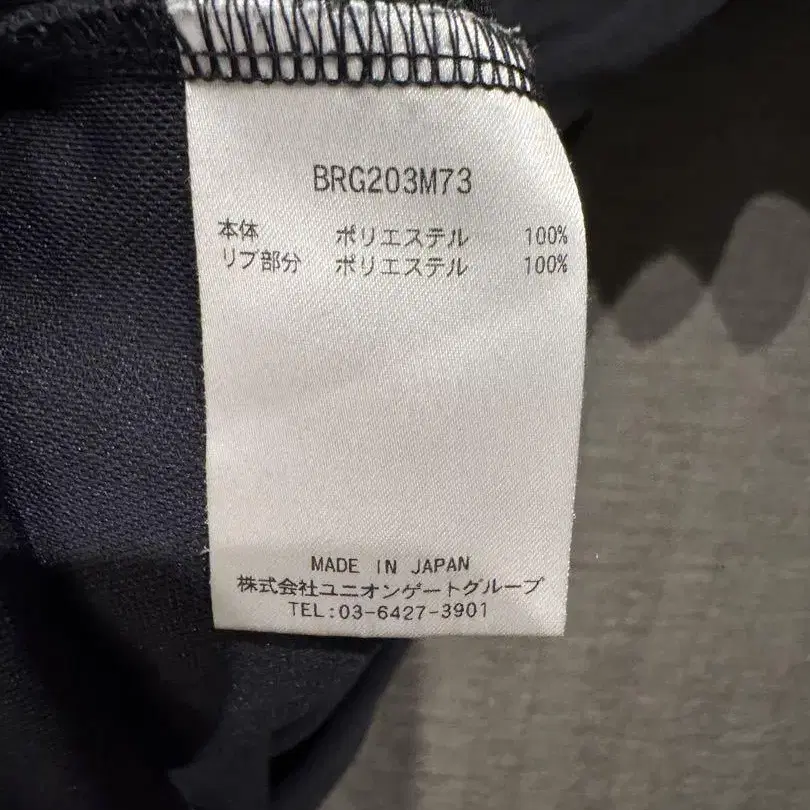 BRG203M73
本体 ポリエステル 100%
リブ部分 ポリエステル 100%
MADE IN JAPAN
株式会社ユニオンゲートグループ
TEL:03-6427-3901